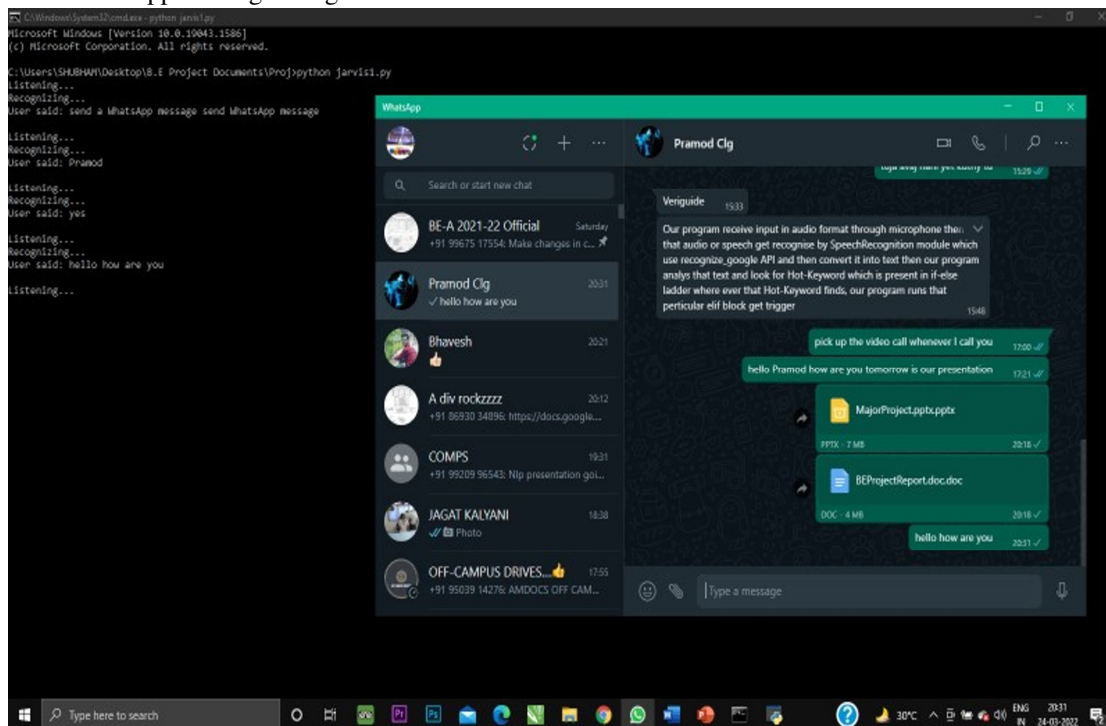 C:\Windows\System32\cmd.exe - python jarvis1.py
Microsoft Windows [Version 10.0.19043.1586]
(c) Microsoft Corporation. All rights reserved.
C:\Users\SHUBHAM\Desktop\B.E Project Documents\Proj>python jarvis1.py
Listening...
Recognizing...
User said: send a WhatsApp message send WhatsApp message
Listening...
Recognizing...
User said: Pramod
Listening...
Recognizing...
User said: yes
Listening...
Recognizing...
User said: hello how are you
Listening...
WhatsApp
Search or start new chat
BE-A 2021-22 Official Saturday
+91 99675 17554: Make changes in c...
Pramod Clg 20:31
hello how are you
Bhavesh 20:21
A div rockzzzz 20:12
+91 86930 34896: https://docs.google....
COMPS 19:31
+91 99209 96543: Nlp presentation goi...
JAGAT KALYANI 18:38
Photo
OFF-CAMPUS DRIVES.... 17:55
+91 95039 14276: AMDOCS OFF CAM...
Pramod Clg
15:29
Veriguide 15:33
Our program receive input in audio format through microphone then
that audio or speech get recognise by SpeechRecognition module which
use recognize_google API and then convert it into text then our program
analys that text and look for Hot-Keyword which is present in if-else
ladder where ever that Hot-Keyword finds, our program runs that
perticular elif block get trigger
15:48
pick up the video call whenever I call you 17:00
hello Pramod how are you tomorrow is our presentation 17:21
MajorProject.pptx.pptx
PPTX · 7 MB 20:18
BEProjectReport.doc.doc
DOC · 4 MB 20:18
hello how are you 20:31
Type a message
Type here to search
30°C
ENG
20:31
24-03-2022